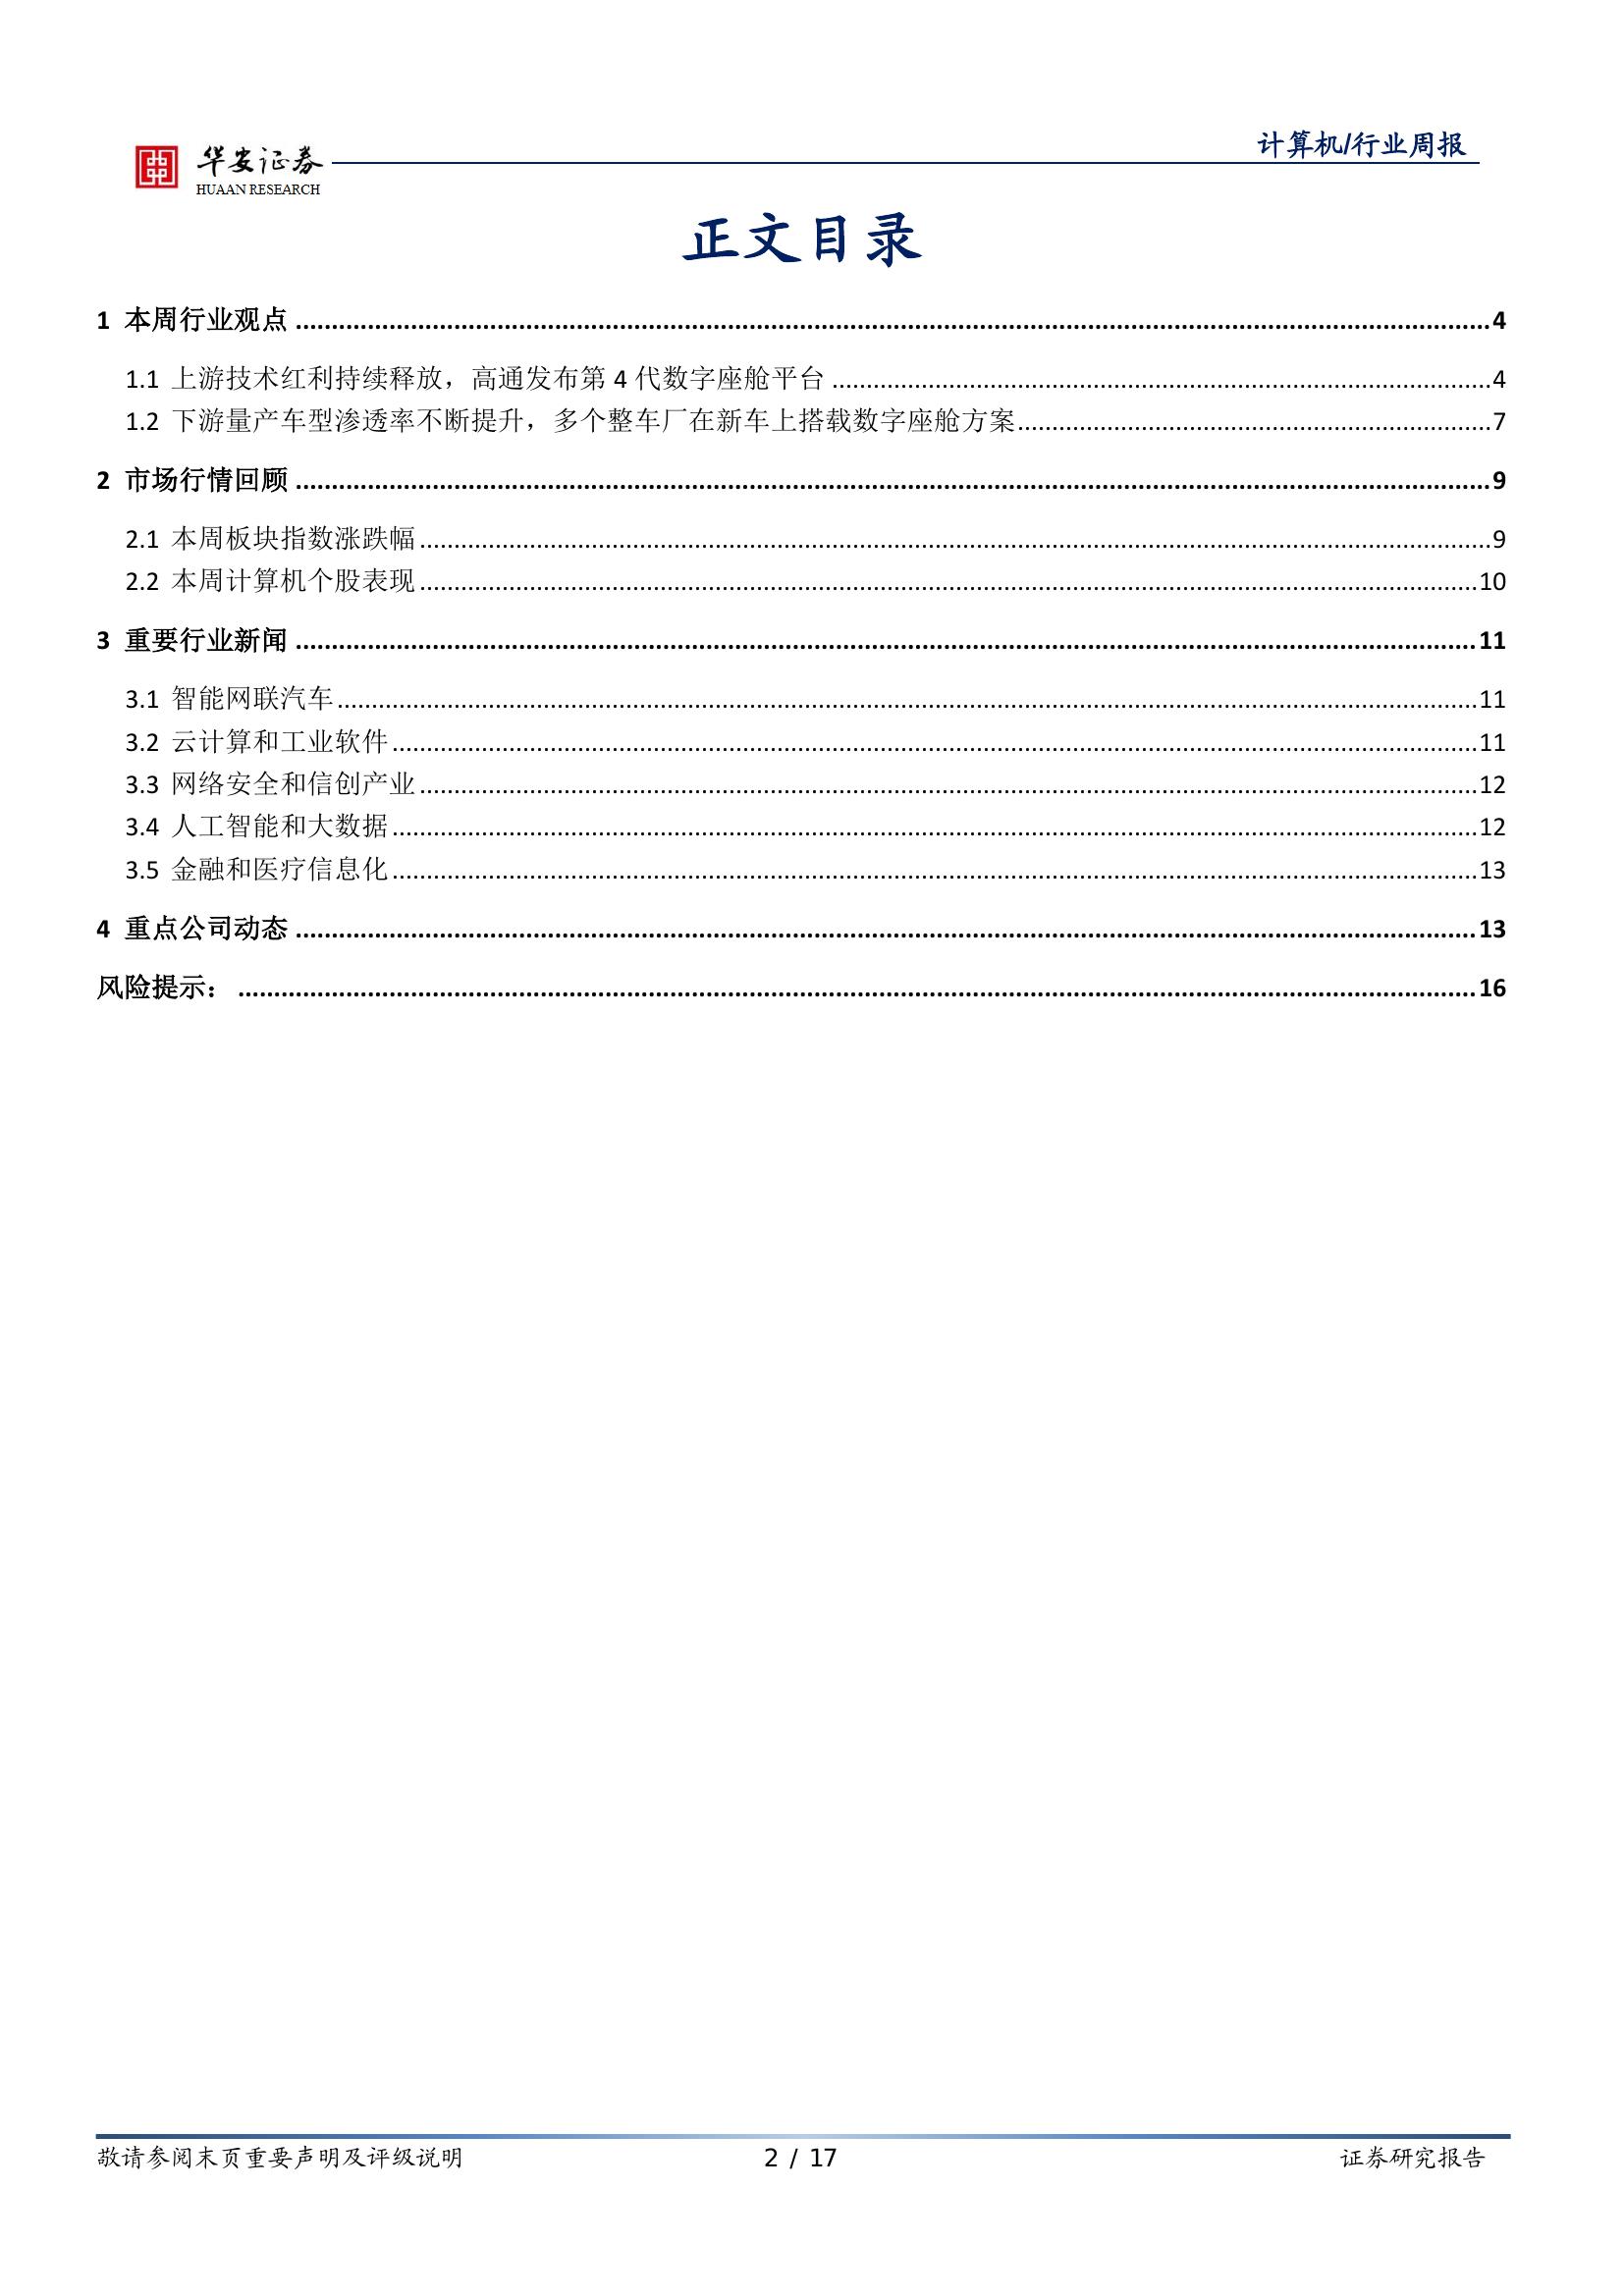 计算机/行业周报
华安证券
HUAAN RESEARCH
正文目录
1 本周行业观点 ........................................ 4
1.1 上游技术红利持续释放，高通发布第 4 代数字座舱平台 ........................................ 4
1.2 下游量产车型渗透率不断提升，多个整车厂在新车上搭载数字座舱方案 ........................................ 7
2 市场行情回顾 ........................................ 9
2.1 本周板块指数涨跌幅 ........................................ 9
2.2 本周计算机个股表现 ........................................ 10
3 重要行业新闻 ........................................ 11
3.1 智能网联汽车 ........................................ 11
3.2 云计算和工业软件 ........................................ 11
3.3 网络安全和信创产业 ........................................ 12
3.4 人工智能和大数据 ........................................ 12
3.5 金融和医疗信息化 ........................................ 13
4 重点公司动态 ........................................ 13
风险提示： ........................................ 16
敬请参阅末页重要声明及评级说明 2 / 17 证券研究报告